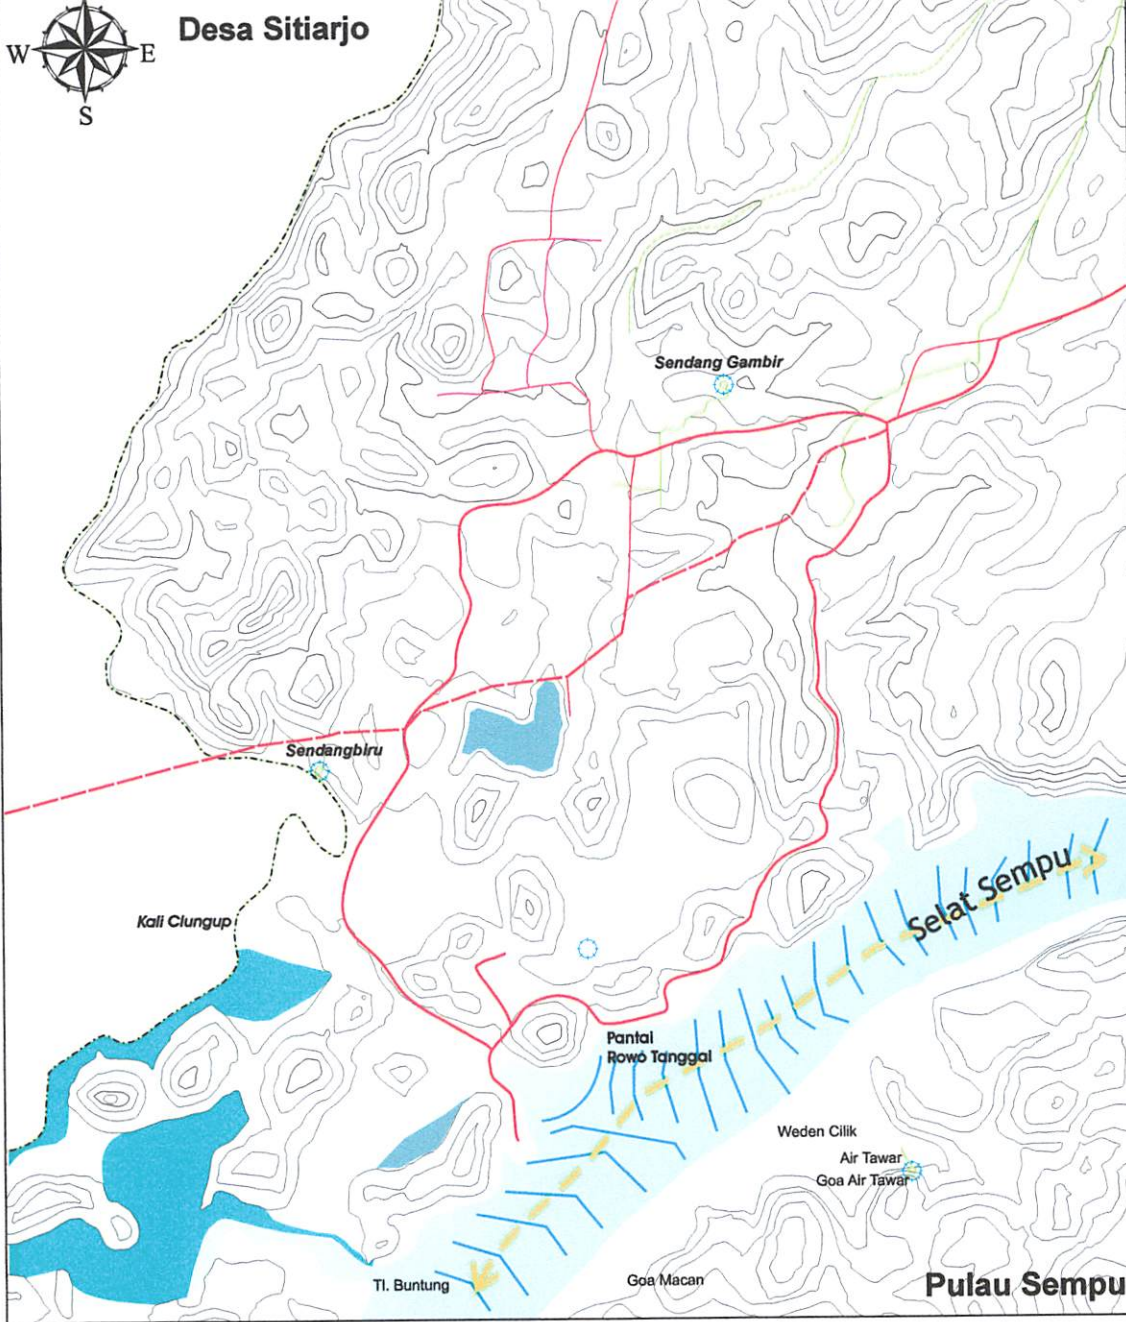 Desa Sitiarjo
W E
S
Sendang Gambir
Sendangbiru
Kali Clungup
Selat Sempu
Pantai
Rowo Tanggal
Weden Cilik
Air Tawar
Goa Air Tawar
Tl. Buntung
Goa Macan
Pulau Sempu